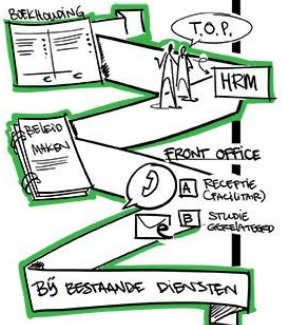 BOEKHOUDING
T.O.P.
HRM
BELEID
MAKEN
FRONT OFFICE
A RECEPTIE
(FACILITAIR)
B STUDIE
GERELATEERD
e
BIJ BESTAANDE DIENSTEN